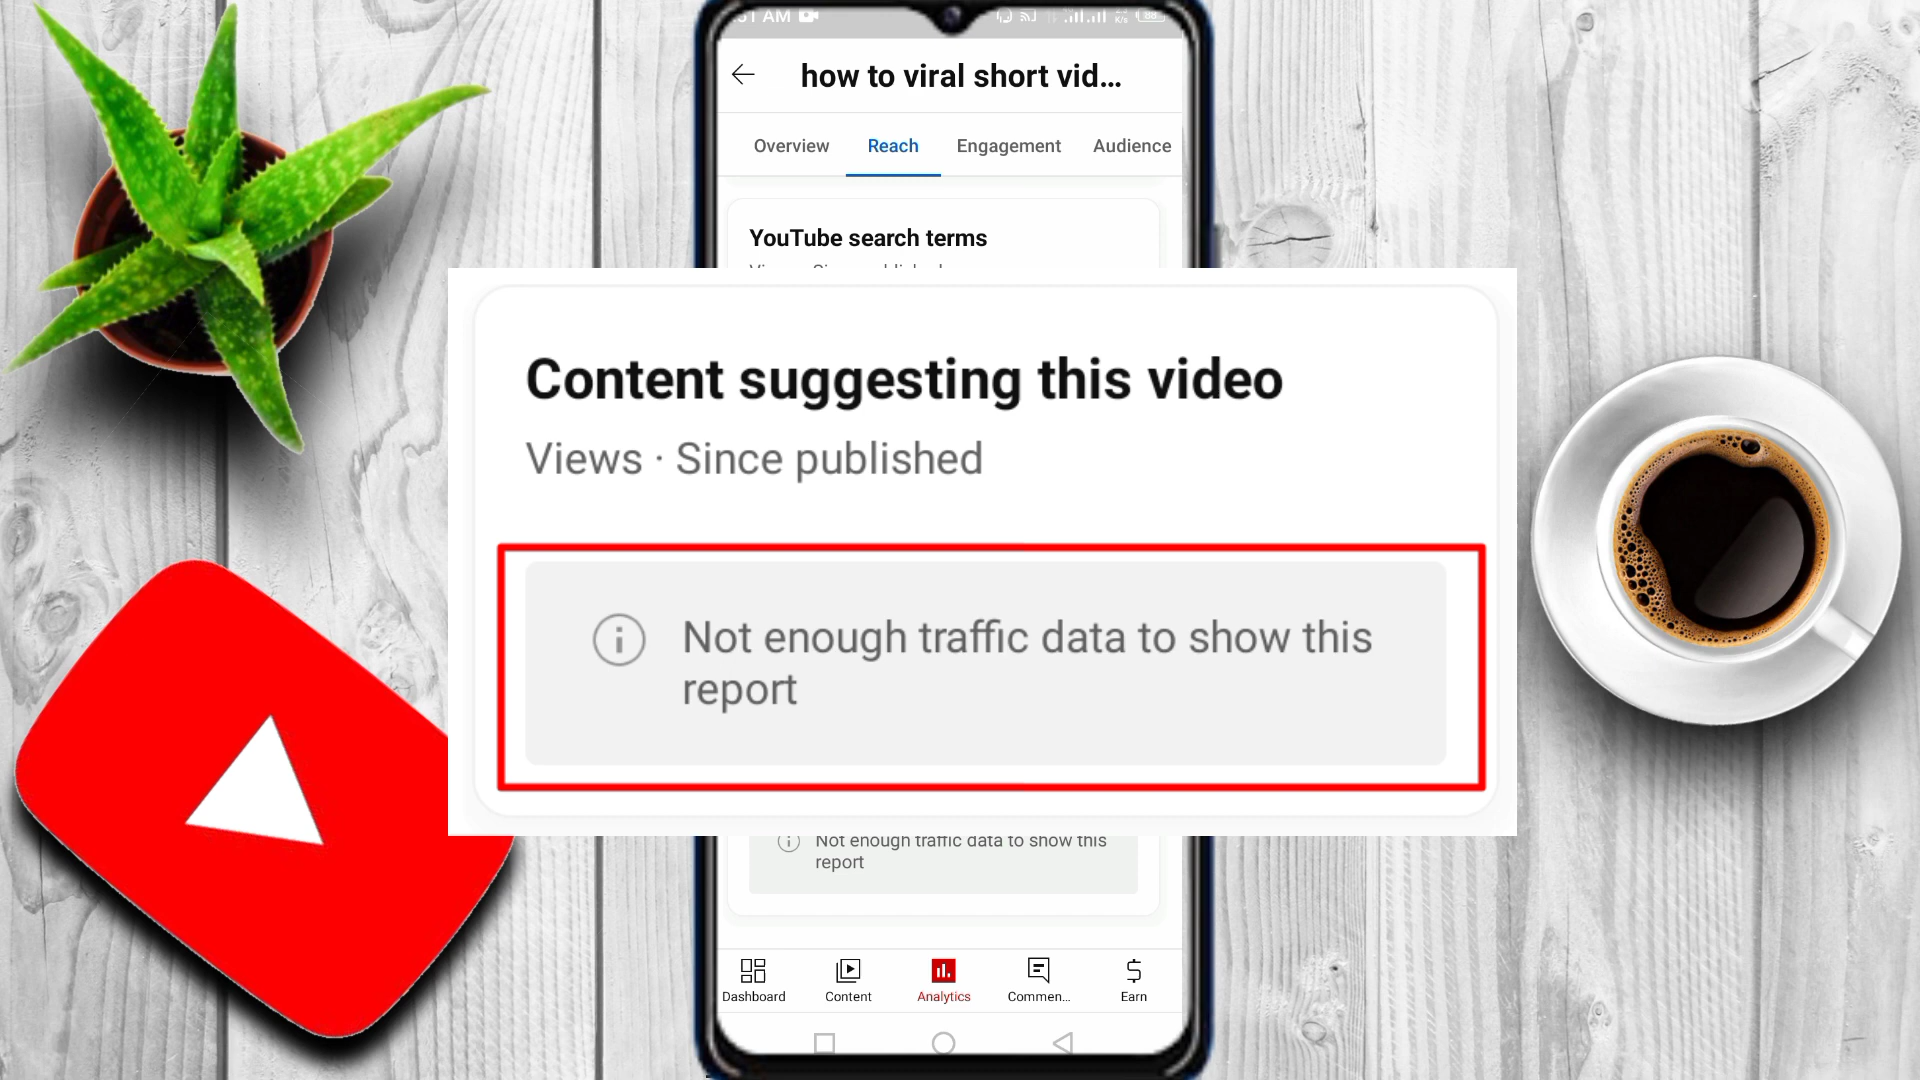 :51 AM
88
how to viral short vid...
Overview Reach Engagement Audience
YouTube search terms
Content suggesting this video
Views · Since published
Not enough traffic data to show this
report
Not enough traffic data to show this
report
Dashboard Content Analytics Commen... Earn